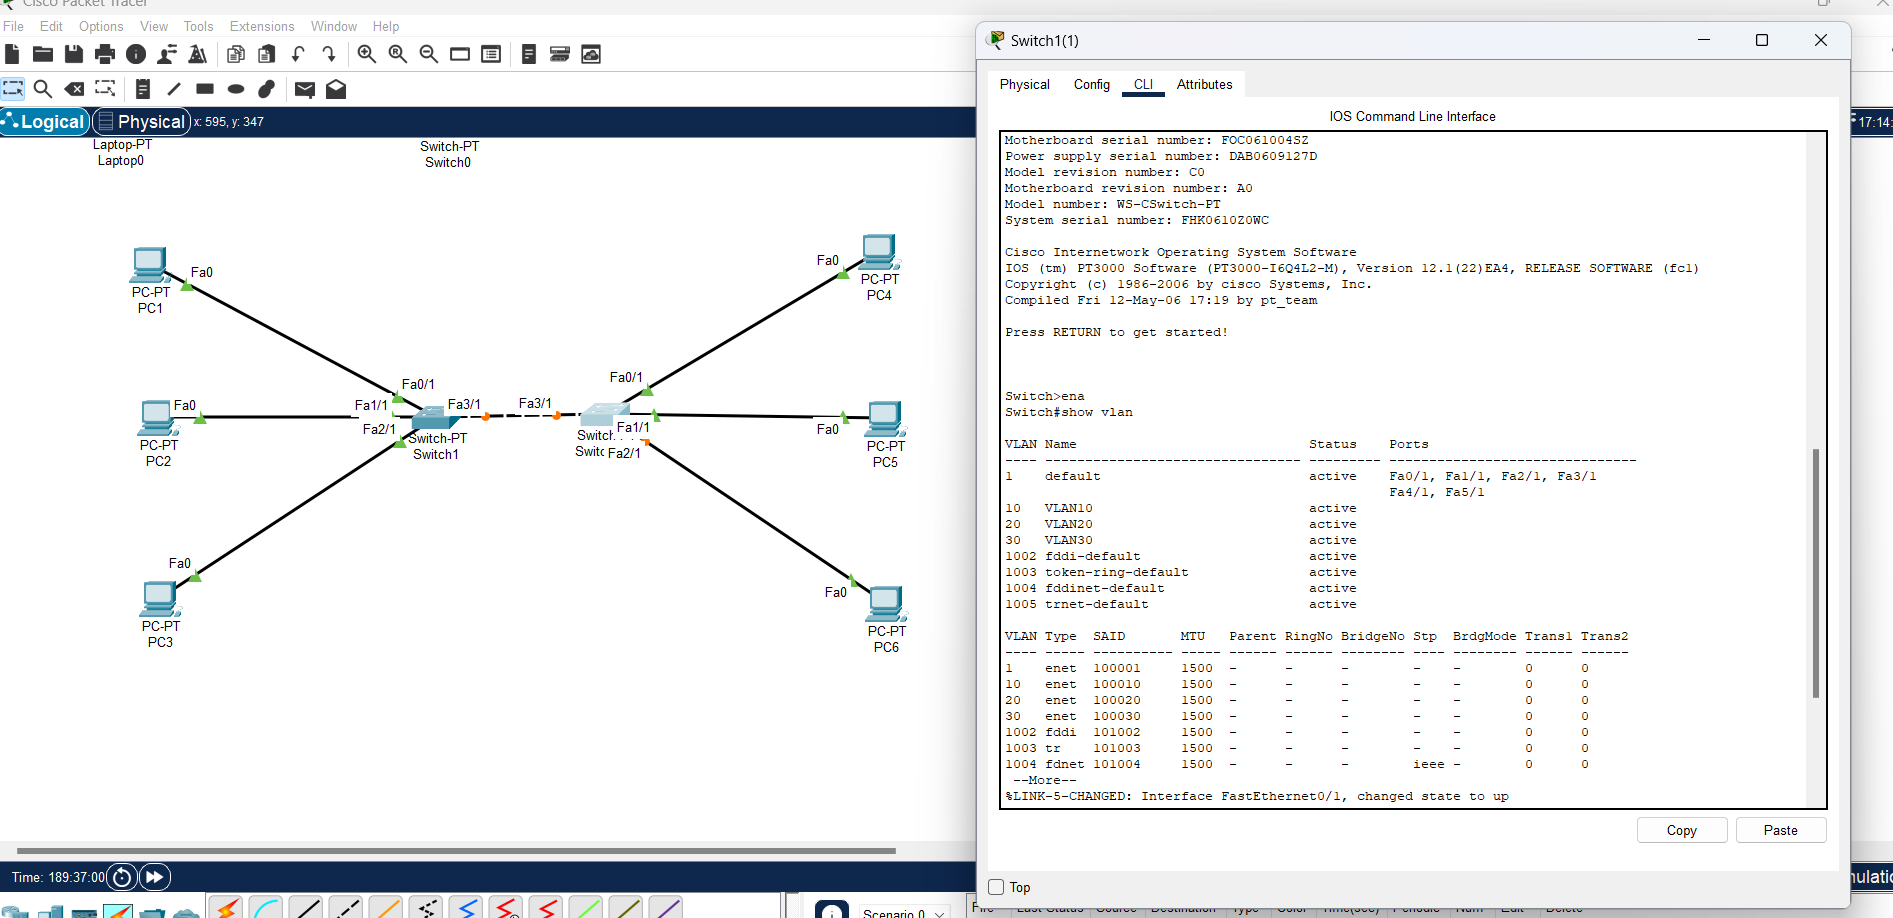 Cisco Packet Tracer
File Edit Options View Tools Extensions Window Help
Logical Physical x: 595, y: 347
Laptop-PT
Laptop0
Switch-PT
Switch0
Fa0
PC-PT
PC1
Fa0
PC-PT
PC4
Fa0/1
Fa0/1
Fa0
PC-PT
PC2
Fa1/1
Fa2/1
Fa3/1
Switch-PT
Switch1
Fa3/1
Fa1/1
Fa2/1
Fa0
PC-PT
PC5
Fa0
PC-PT
PC3
Fa0
PC-PT
PC6
Time: 189:37:00
Scenario 0
17:14:
Switch1(1)
Physical Config CLI Attributes
IOS Command Line Interface
Motherboard serial number: FOC061004SZ
Power supply serial number: DAB0609127D
Model revision number: C0
Motherboard revision number: A0
Model number: WS-CSwitch-PT
System serial number: FHK0610Z0WC
Cisco Internetwork Operating System Software
IOS (tm) PT3000 Software (PT3000-I6Q4L2-M), Version 12.1(22)EA4, RELEASE SOFTWARE (fc1)
Copyright (c) 1986-2006 by cisco Systems, Inc.
Compiled Fri 12-May-06 17:19 by pt_team
Press RETURN to get started!
Switch>ena
Switch#show vlan
VLAN Name Status Ports
---- -------------------------------- --------- -------------------------------
1 default active Fa0/1, Fa1/1, Fa2/1, Fa3/1
Fa4/1, Fa5/1
10 VLAN10 active
20 VLAN20 active
30 VLAN30 active
1002 fddi-default active
1003 token-ring-default active
1004 fddinet-default active
1005 trnet-default active
VLAN Type SAID MTU Parent RingNo BridgeNo Stp BrdgMode Trans1 Trans2
---- ----- ---------- ----- ------ ------ -------- ---- -------- ------ ------
1 enet 100001 1500 - - - - - 0 0
10 enet 100010 1500 - - - - - 0 0
20 enet 100020 1500 - - - - - 0 0
30 enet 100030 1500 - - - - - 0 0
1002 fddi 101002 1500 - - - - - 0 0
1003 tr 101003 1500 - - - - - 0 0
1004 fdnet 101004 1500 - - - ieee - 0 0
--More--
%LINK-5-CHANGED: Interface FastEthernet0/1, changed state to up
Copy Paste
Top